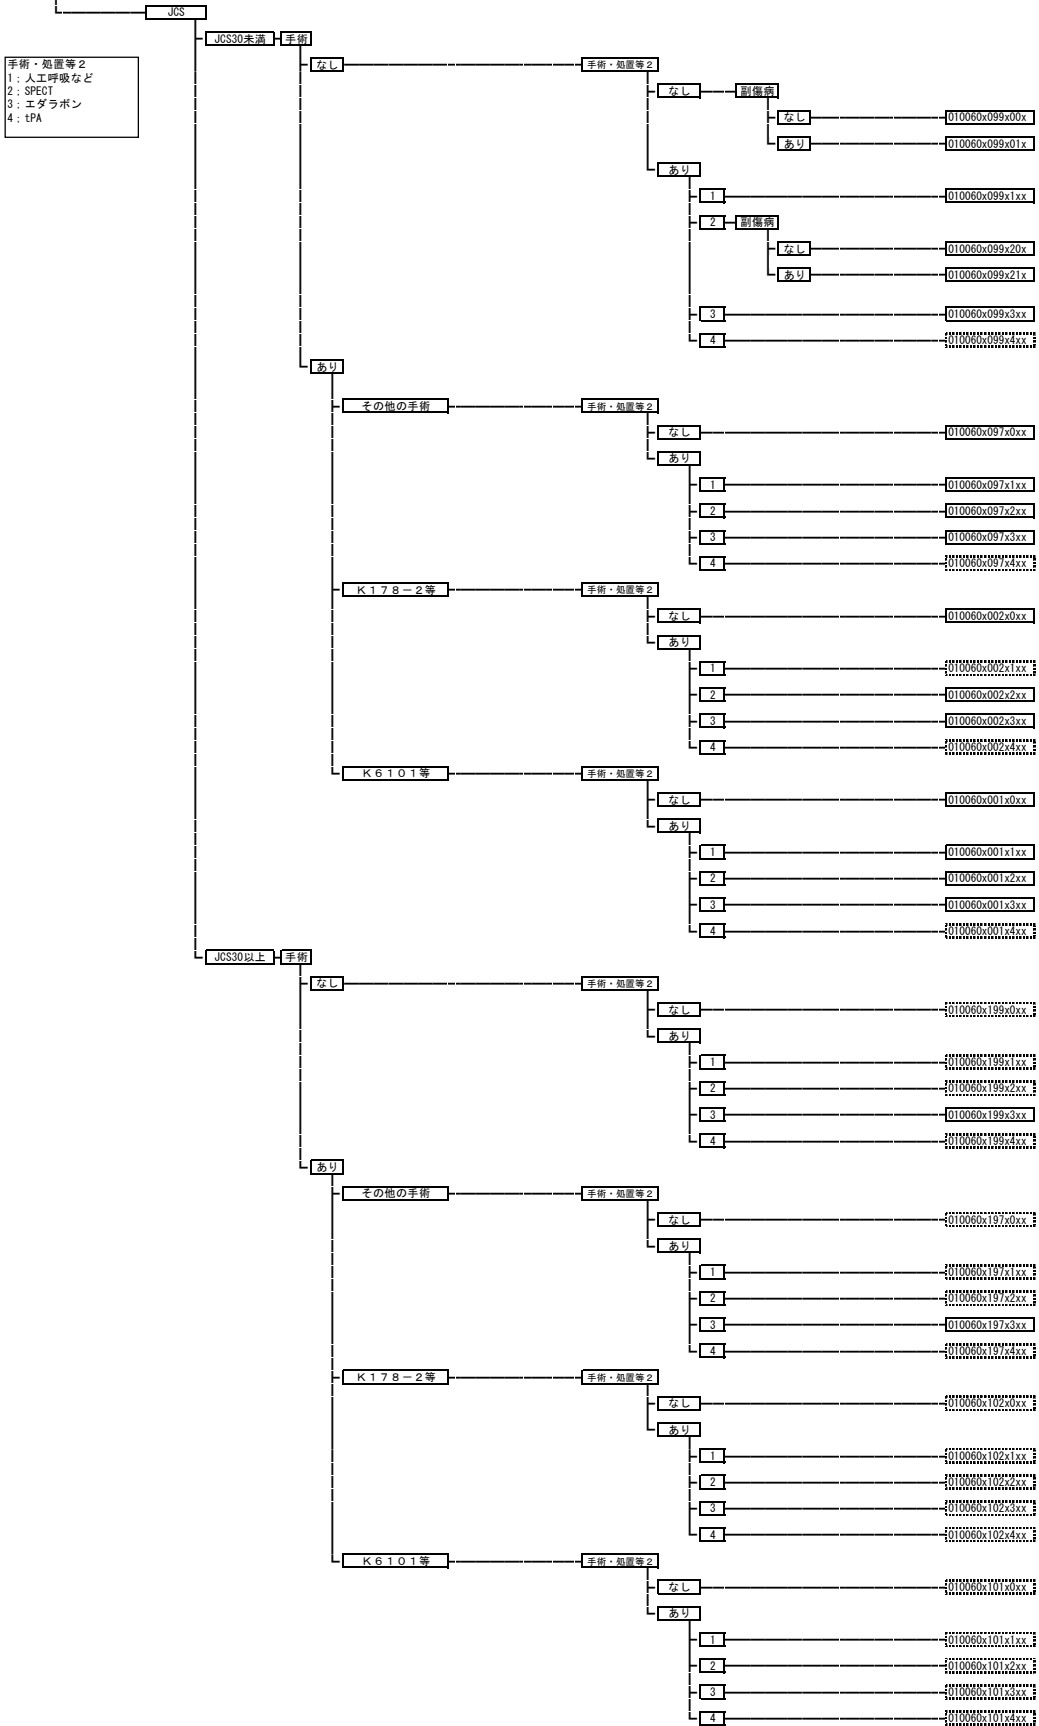 JCS
JCS30未満 手術
手術・処置等2
1：人工呼吸など
2：SPECT
3：エダラボン
4：tPA
なし 手術・処置等2
なし 副傷病
なし 010060x099x00x
あり 010060x099x01x
あり
1 010060x099x1xx
2 副傷病
なし 010060x099x20x
あり 010060x099x21x
3 010060x099x3xx
4 010060x099x4xx
あり
その他の手術 手術・処置等2
なし 010060x097x0xx
あり
1 010060x097x1xx
2 010060x097x2xx
3 010060x097x3xx
4 010060x097x4xx
K178－2等 手術・処置等2
なし 010060x002x0xx
あり
1 010060x002x1xx
2 010060x002x2xx
3 010060x002x3xx
4 010060x002x4xx
K6101等 手術・処置等2
なし 010060x001x0xx
あり
1 010060x001x1xx
2 010060x001x2xx
3 010060x001x3xx
4 010060x001x4xx
JCS30以上 手術
なし 手術・処置等2
なし 010060x199x0xx
あり
1 010060x199x1xx
2 010060x199x2xx
3 010060x199x3xx
4 010060x199x4xx
あり
その他の手術 手術・処置等2
なし 010060x197x0xx
あり
1 010060x197x1xx
2 010060x197x2xx
3 010060x197x3xx
4 010060x197x4xx
K178－2等 手術・処置等2
なし 010060x102x0xx
あり
1 010060x102x1xx
2 010060x102x2xx
3 010060x102x3xx
4 010060x102x4xx
K6101等 手術・処置等2
なし 010060x101x0xx
あり
1 010060x101x1xx
2 010060x101x2xx
3 010060x101x3xx
4 010060x101x4xx